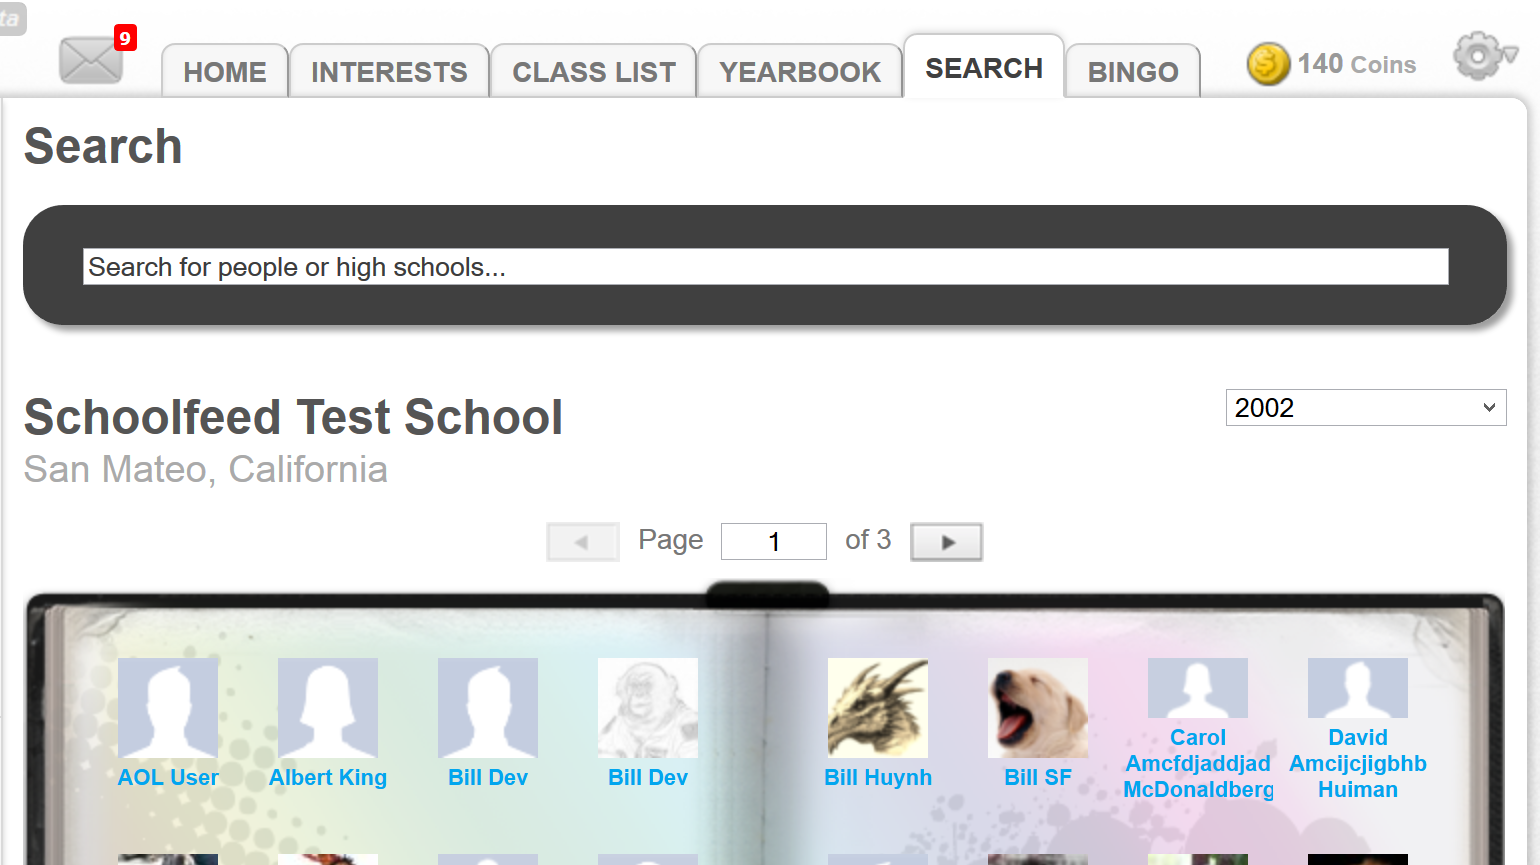 ta
9
HOME
INTERESTS
CLASS LIST
YEARBOOK
SEARCH
BINGO
140 Coins
Search
Search for people or high schools...
Schoolfeed Test School
2002
San Mateo, California
Page 1 of 3
AOL User
Albert King
Bill Dev
Bill Dev
Bill Huynh
Bill SF
Carol
Amcfdjaddjad
McDonaldberg
David
Amcijcjigbhb
Huiman